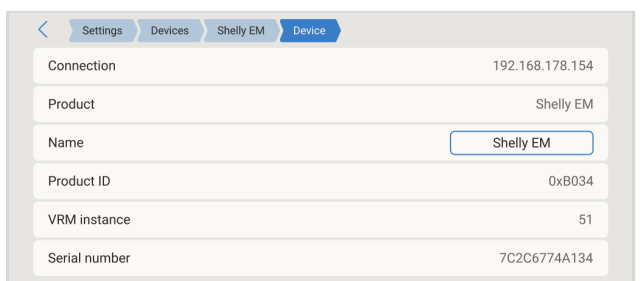 Settings Devices Shelly EM Device
Connection 192.168.178.154
Product Shelly EM
Name Shelly EM
Product ID 0xB034
VRM instance 51
Serial number 7C2C6774A134